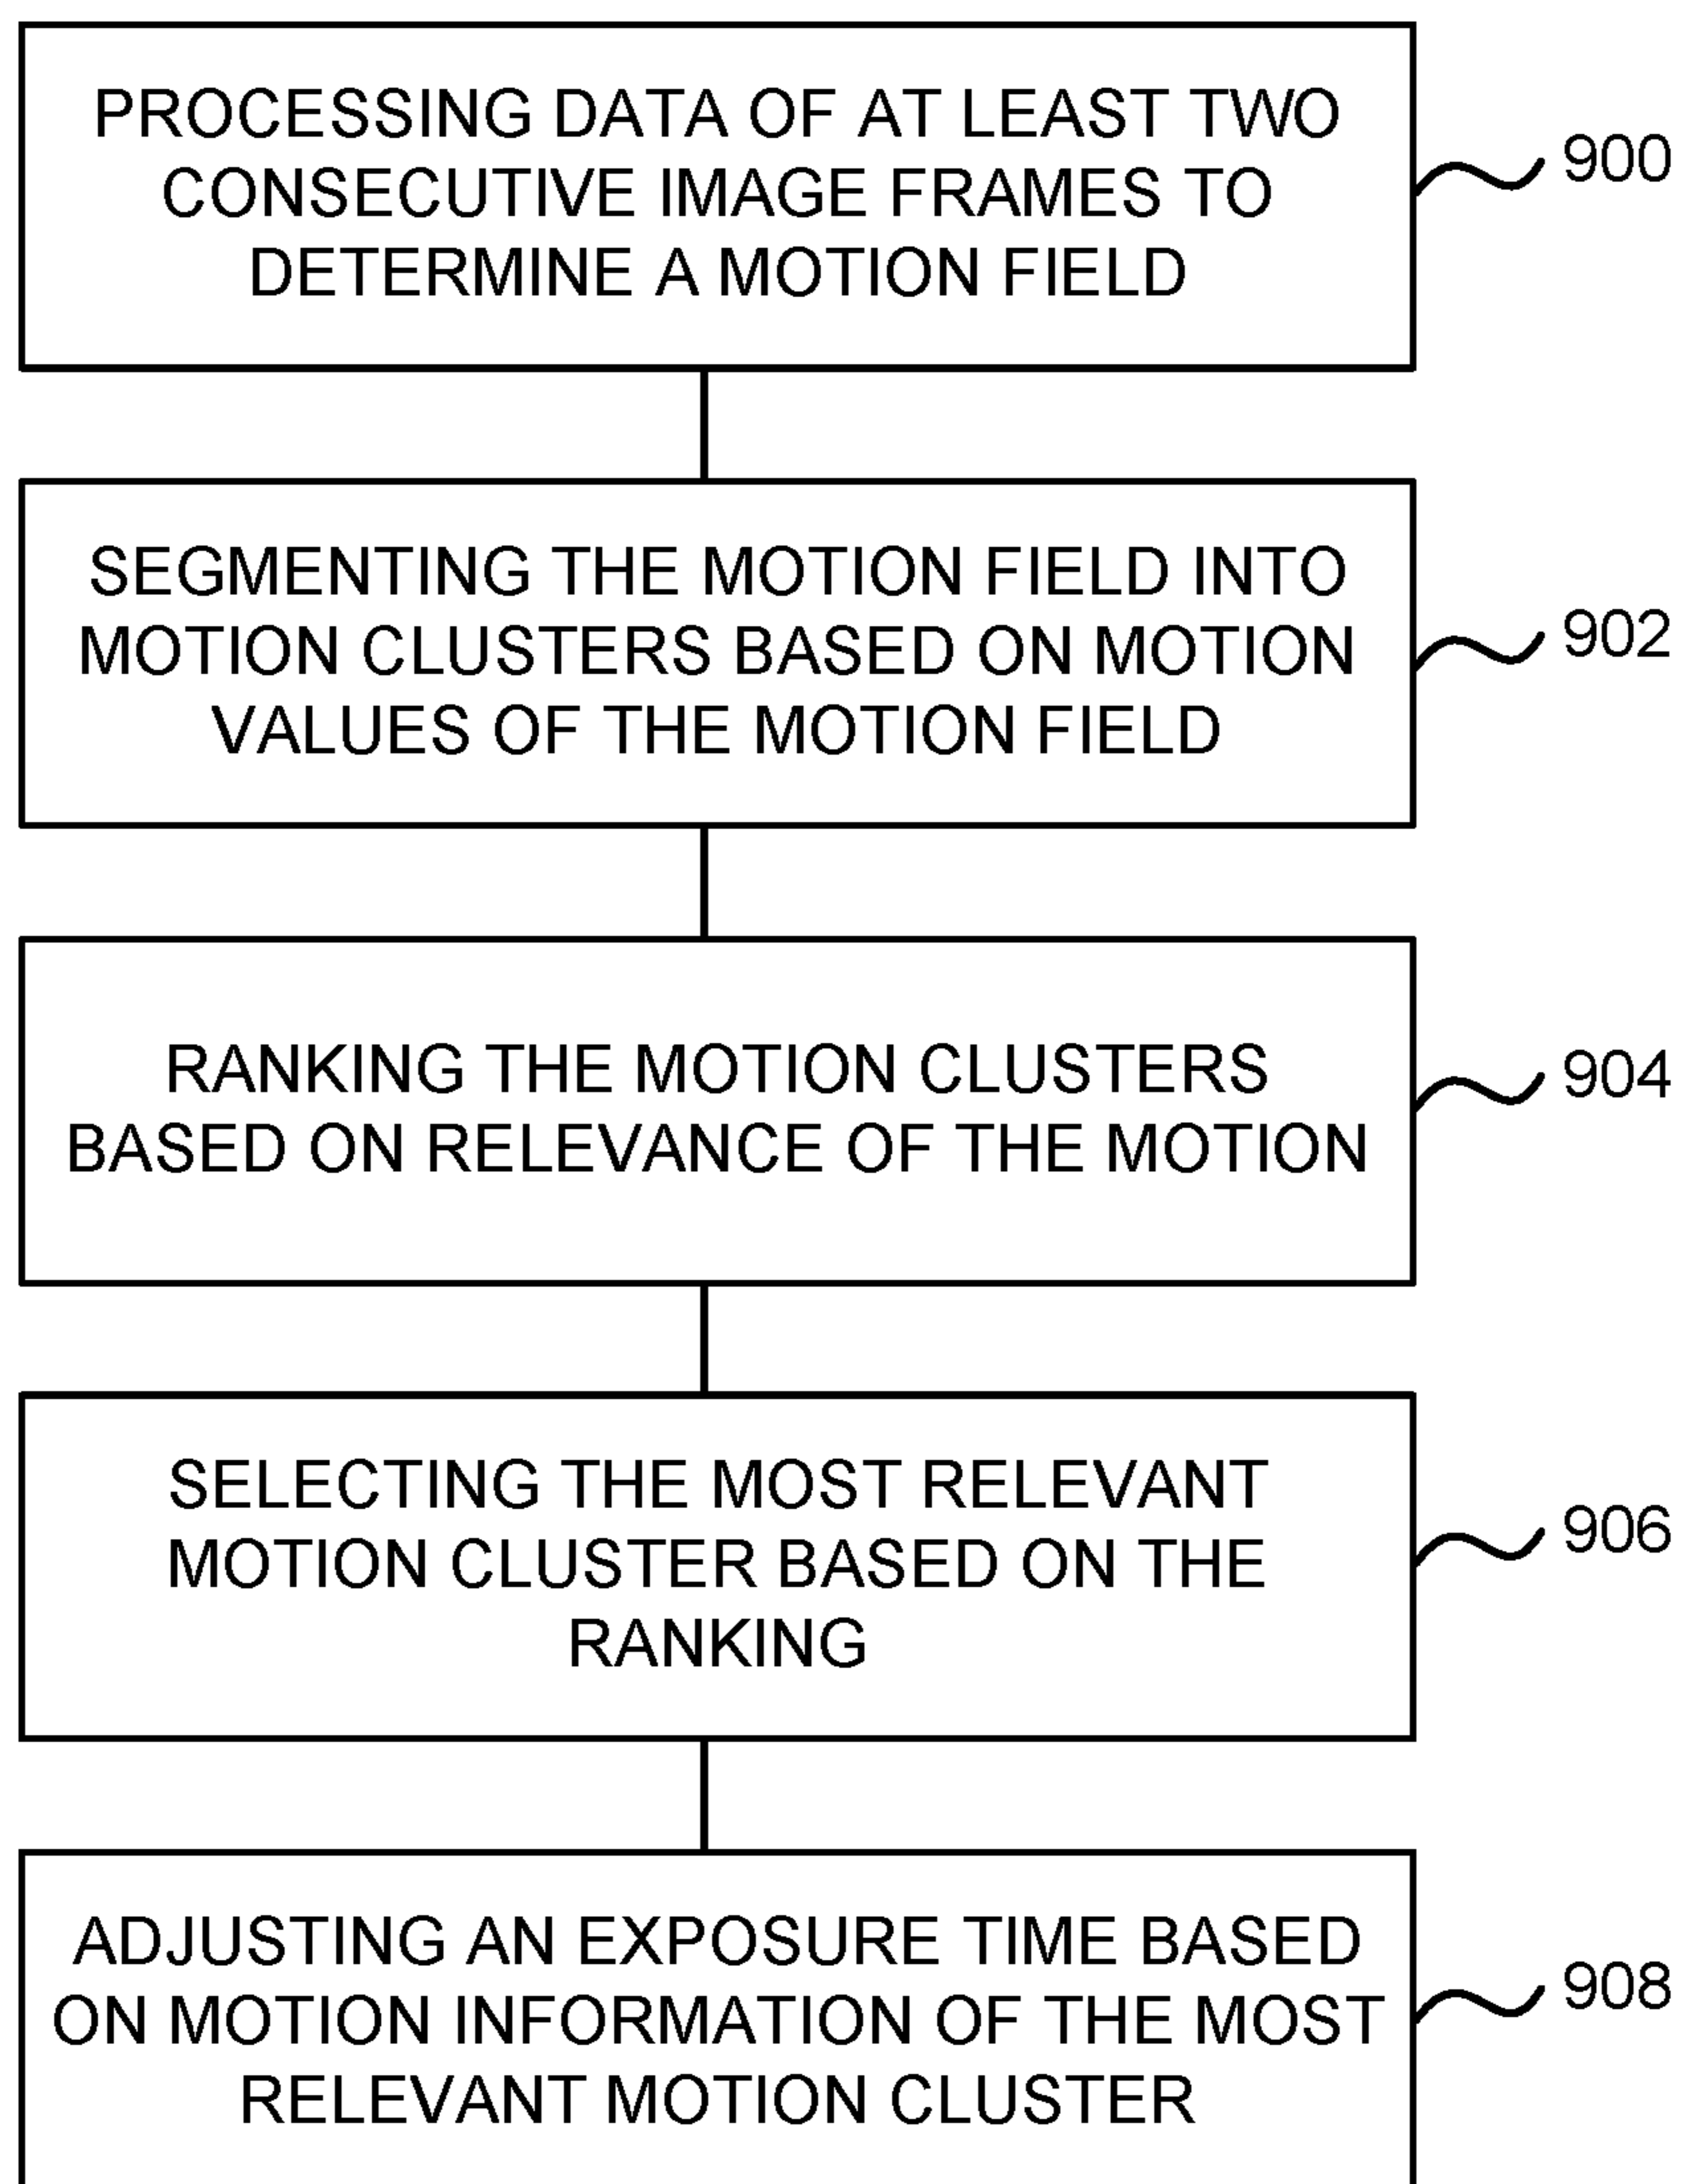 PROCESSING DATA OF AT LEAST TWO
CONSECUTIVE IMAGE FRAMES TO
DETERMINE A MOTION FIELD
900
SEGMENTING THE MOTION FIELD INTO
MOTION CLUSTERS BASED ON MOTION
VALUES OF THE MOTION FIELD
902
RANKING THE MOTION CLUSTERS
BASED ON RELEVANCE OF THE MOTION
904
SELECTING THE MOST RELEVANT
MOTION CLUSTER BASED ON THE
RANKING
906
ADJUSTING AN EXPOSURE TIME BASED
ON MOTION INFORMATION OF THE MOST
RELEVANT MOTION CLUSTER
908